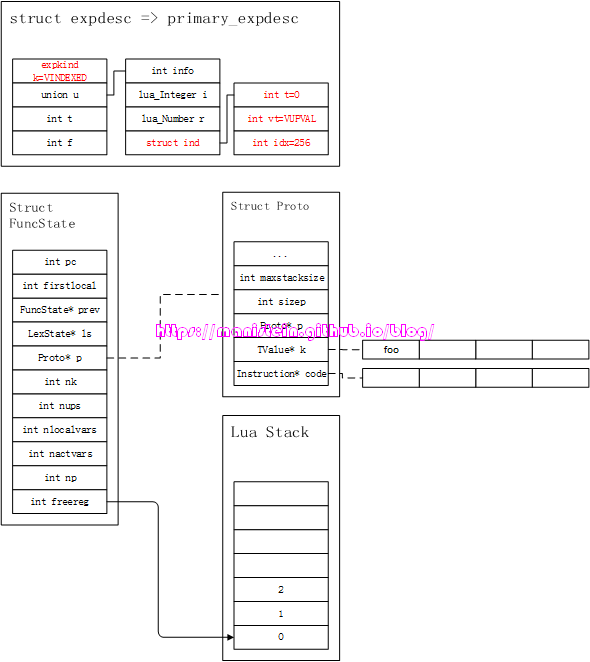 struct expdesc => primary_expdesc
expkind
k=VINDEXED
union u
int t
int f
int info
lua_Integer i
lua_Number r
struct ind
int t=0
int vt=VUPVAL
int idx=256
Struct
FuncState
int pc
int firstlocal
FuncState* prev
LexState* ls
Proto* p
int nk
int nups
int nlocalvars
int nactvars
int np
int freereg
Struct Proto
...
int maxstacksize
int sizep
Proto* p
https://manistein.github.io/blog/
TValue* k
Instruction* code
foo
Lua Stack
2
1
0